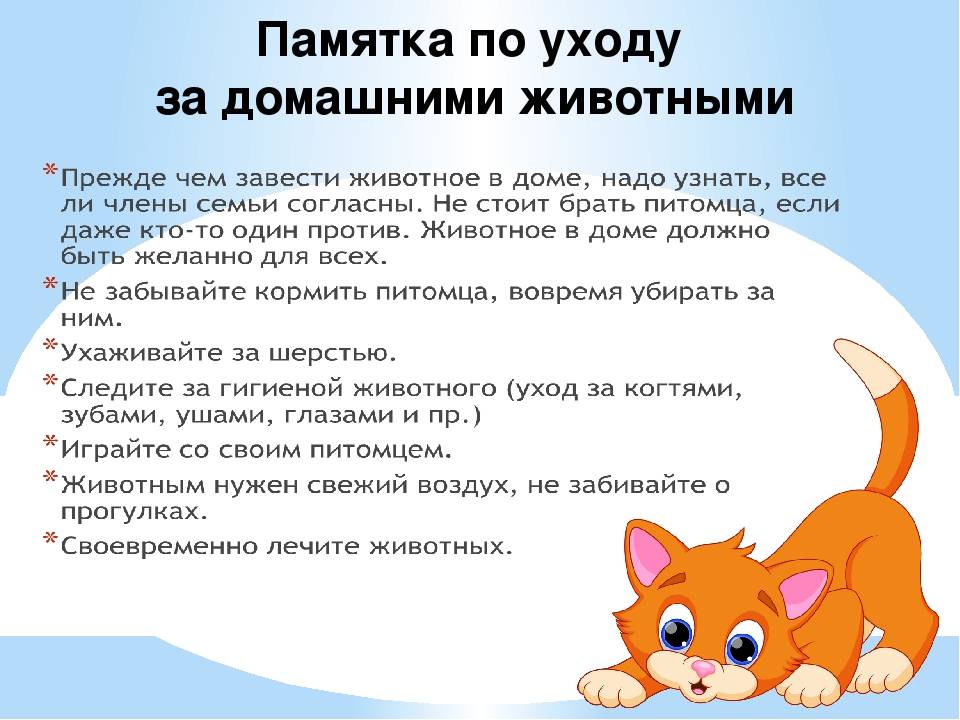 Памятка по уходу
за домашними животными
* Прежде чем завести животное в доме, надо узнать, все
ли члены семьи согласны. Не стоит брать питомца, если
даже кто-то один против. Животное в доме должно
быть желанно для всех.
* Не забывайте кормить питомца, вовремя убирать за
ним.
* Ухаживайте за шерстью.
* Следите за гигиеной животного (уход за когтями,
зубами, ушами, глазами и пр.)
* Играйте со своим питомцем.
* Животным нужен свежий воздух, не забивайте о
прогулках.
* Своевременно лечите животных.